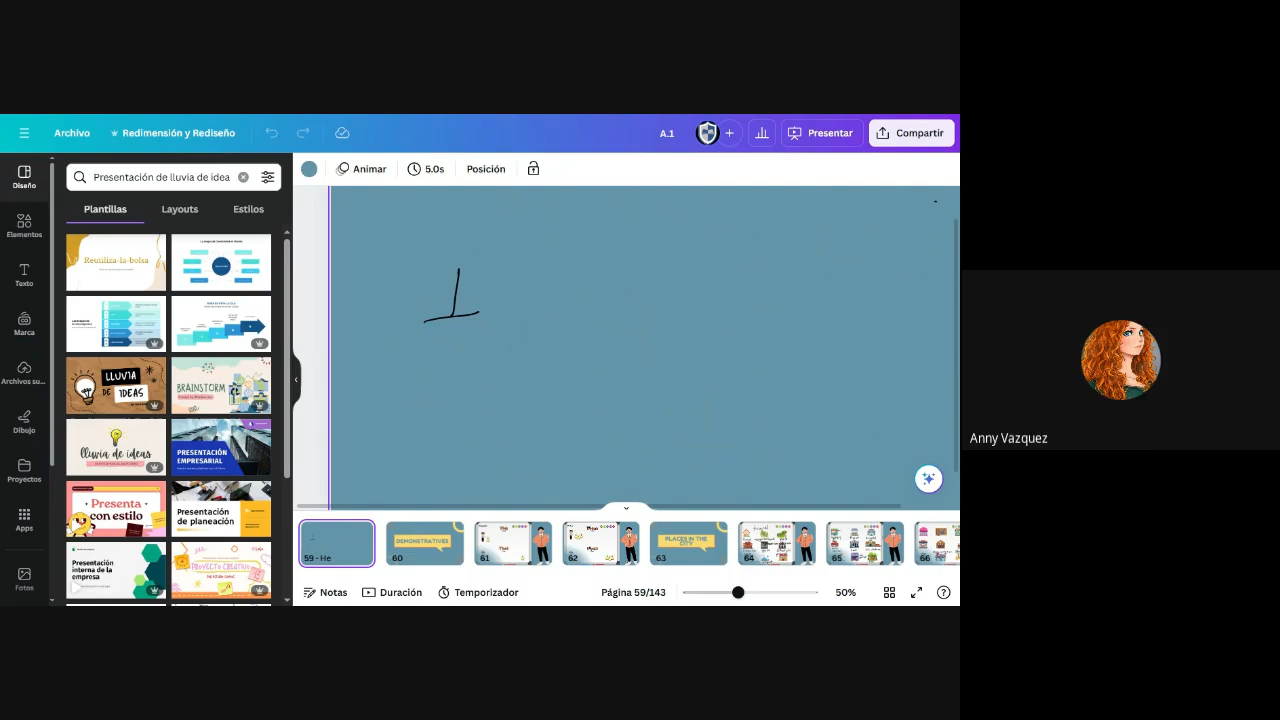 Archivo
Redimensión y Rediseño
A.1
+
Presentar
Compartir
Diseño
Elementos
Texto
Marca
Archivos su...
Dibujo
Proyectos
Apps
Fotos
Presentación de lluvia de idea
Plantillas
Layouts
Estilos
Reutiliza-la-bolsa
LLUVIA
DE IDEAS
BRAINSTORM
lluvia de ideas
PRESENTACIÓN
EMPRESARIAL
Presenta
con estilo
Presentación
de planeación
Presentación
interna de la
empresa
PROYECTO CREATIVO
Animar
5.0s
Posición
59 - He
60
DEMONSTRATIVES
61
62
63
PLACES IN THE
CITY
64
65
66
Notas
Duración
Temporizador
Página 59/143
50%
Anny Vazquez